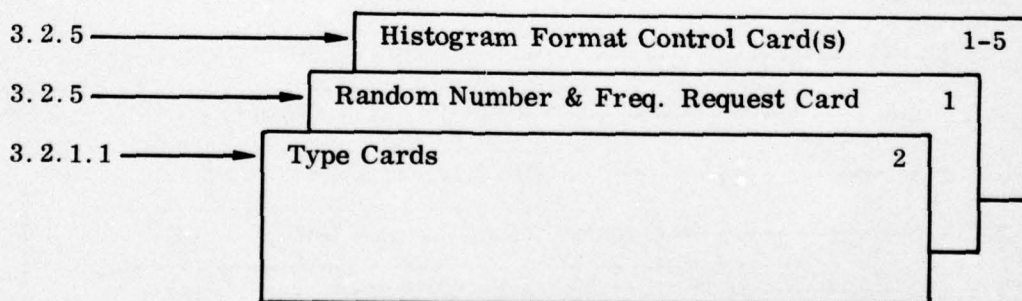 3.2.5 Histogram Format Control Card(s) 1-5
3.2.5 Random Number & Freq. Request Card 1
3.2.1.1 Type Cards 2